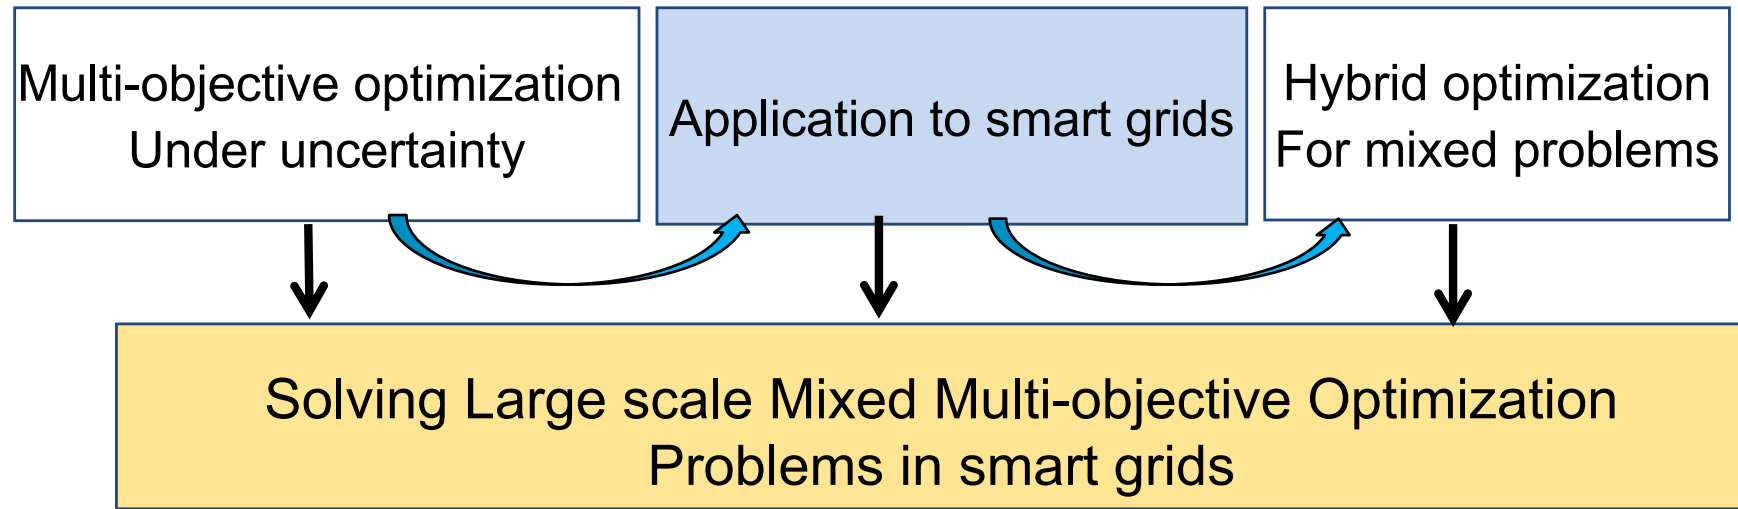 Multi-objective optimization
Under uncertainty
Application to smart grids
Hybrid optimization
For mixed problems
Solving Large scale Mixed Multi-objective Optimization
Problems in smart grids